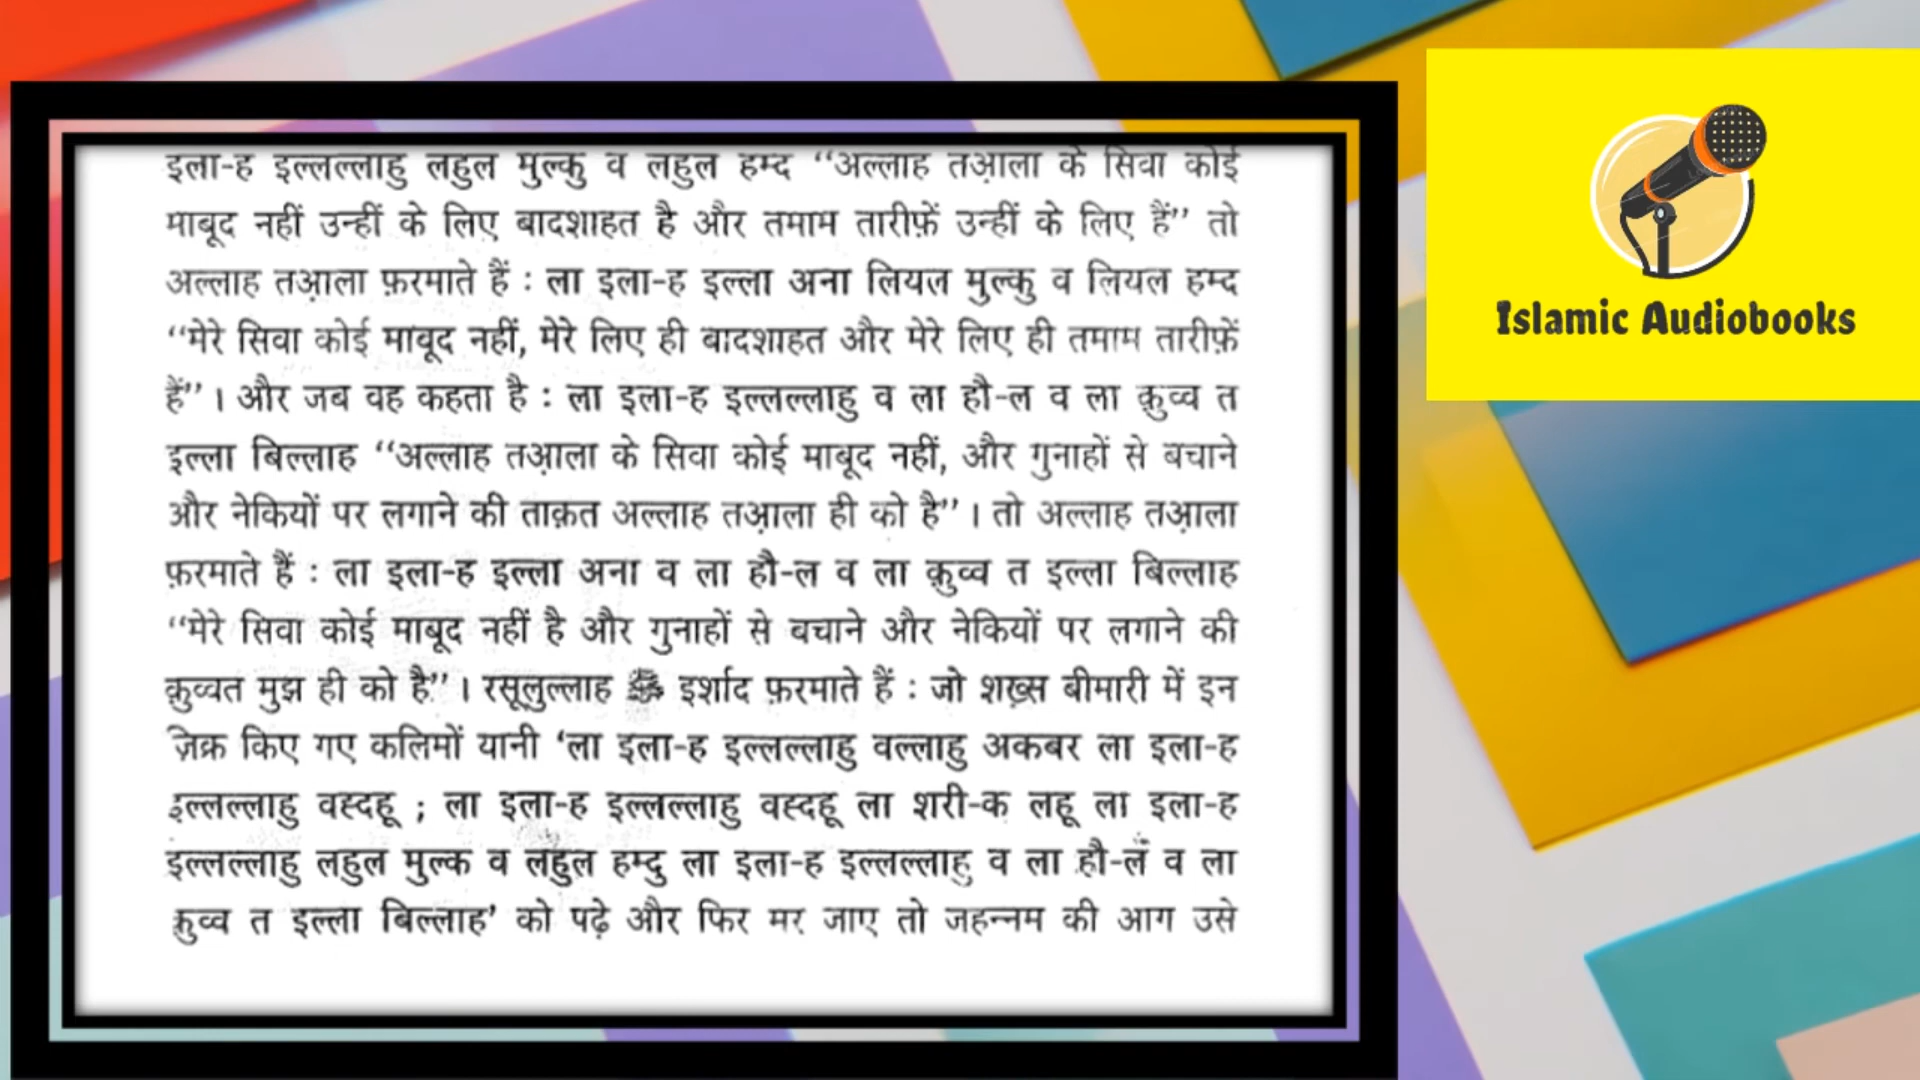 इला-ह इल्लल्लाहु लहुल मुल्कु व लहुल हम्द “अल्लाह तआ़ला के सिवा कोई
माबूद नहीं उन्हीं के लिए बादशाहत है और तमाम तारीफ़ें उन्हीं के लिए हैं” तो
अल्लाह तआ़ला फ़रमाते हैं : ला इला-ह इल्ला अना लियल मुल्कु व लियल हम्द
“मेरे सिवा कोई माबूद नहीं, मेरे लिए ही बादशाहत और मेरे लिए ही तमाम तारीफ़ें
हैं” । और जब वह कहता है : ला इला-ह इल्लल्लाहु व ला हौ-ल व ला क़ुव्व त
इल्ला बिल्लाह “अल्लाह तआ़ला के सिवा कोई माबूद नहीं, और गुनाहों से बचाने
और नेकियों पर लगाने की ताक़त अल्लाह तआ़ला ही को है” । तो अल्लाह तआ़ला
फ़रमाते हैं : ला इला-ह इल्ला अना व ला हौ-ल व ला क़ुव्व त इल्ला बिल्लाह
“मेरे सिवा कोई माबूद नहीं है और गुनाहों से बचाने और नेकियों पर लगाने की
क़ुव्वत मुझ ही को है” । रसूलुल्लाह ﷺ इर्शाद फ़रमाते हैं : जो शख़्स बीमारी में इन
ज़िक्र किए गए कलिमों यानी ‘ला इला-ह इल्लल्लाहु वल्लाहु अकबर ला इला-ह
इल्लल्लाहु वह्दहू ; ला इला-ह इल्लल्लाहु वह्दहू ला शरी-क लहू ला इला-ह
इल्लल्लाहु लहुल मुल्क व लहुल हम्दु ला इला-ह इल्लल्लाहु व ला हौ-ल व ला
क़ुव्व त इल्ला बिल्लाह’ को पढ़े और फिर मर जाए तो जहन्नम की आग उसे
Islamic Audiobooks